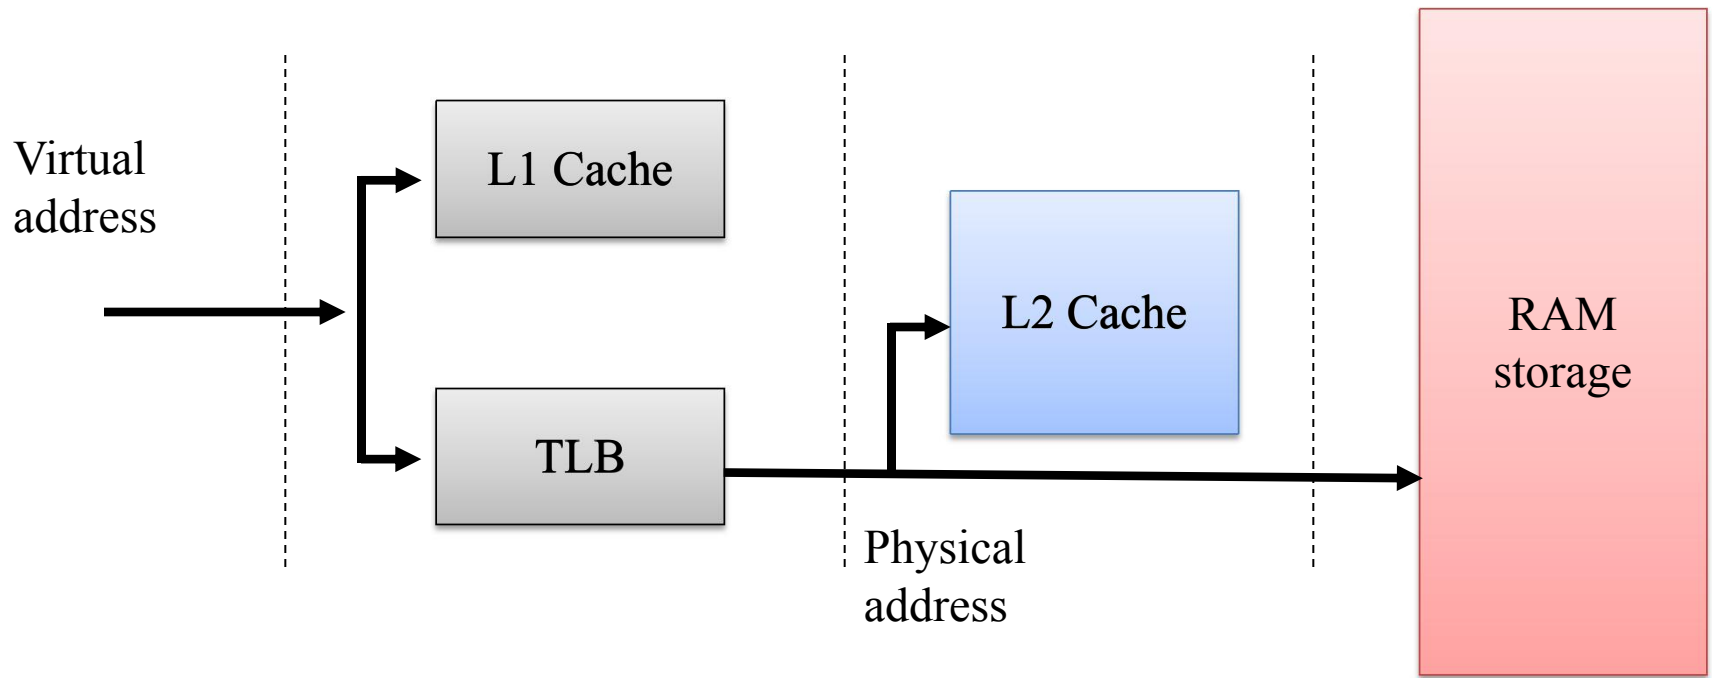 Virtual
address
L1 Cache
TLB
Physical
address
L2 Cache
RAM
storage